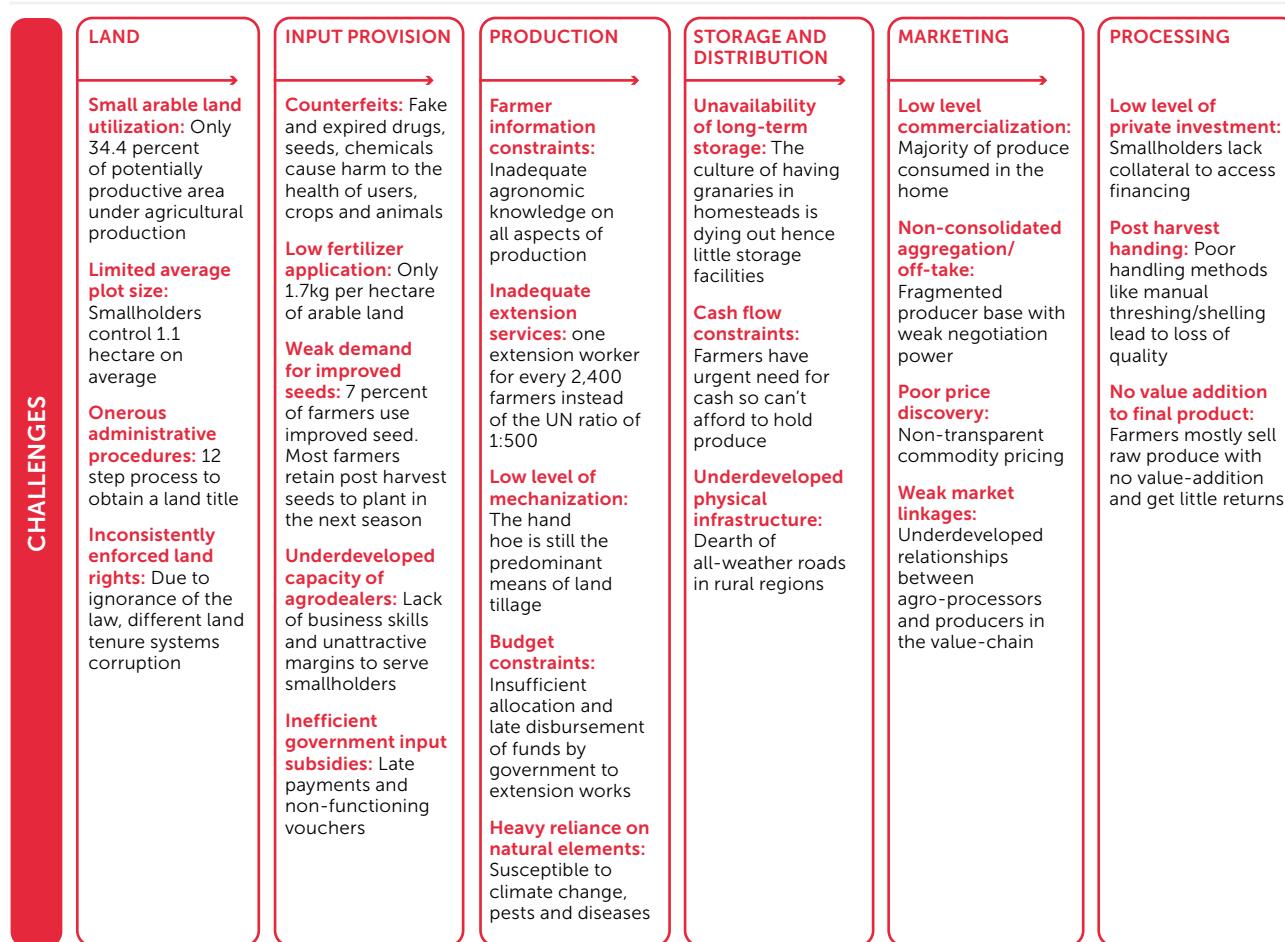 CHALLENGES
LAND
Small arable land
utilization: Only
34.4 percent
of potentially
productive area
under agricultural
production
Limited average
plot size:
Smallholders
control 1.1
hectare on
average
Onerous
administrative
procedures: 12
step process to
obtain a land title
Inconsistently
enforced land
rights: Due to
ignorance of the
law, different land
tenure systems
corruption
INPUT PROVISION
Counterfeits: Fake
and expired drugs,
seeds, chemicals
cause harm to the
health of users,
crops and animals
Low fertilizer
application: Only
1.7kg per hectare
of arable land
Weak demand
for improved
seeds: 7 percent
of farmers use
improved seed.
Most farmers
retain post harvest
seeds to plant in
the next season
Underdeveloped
capacity of
agrodealers: Lack
of business skills
and unattractive
margins to serve
smallholders
Inefficient
government input
subsidies: Late
payments and
non-functioning
vouchers
PRODUCTION
Farmer
information
constraints:
Inadequate
agronomic
knowledge on
all aspects of
production
Inadequate
extension
services: one
extension worker
for every 2,400
farmers instead
of the UN ratio of
1:500
Low level of
mechanization:
The hand
hoe is still the
predominant
means of land
tillage
Budget
constraints:
Insufficient
allocation and
late disbursement
of funds by
government to
extension works
Heavy reliance on
natural elements:
Susceptible to
climate change,
pests and diseases
STORAGE AND
DISTRIBUTION
Unavailability
of long-term
storage: The
culture of having
granaries in
homesteads is
dying out hence
little storage
facilities
Cash flow
constraints:
Farmers have
urgent need for
cash so can't
afford to hold
produce
Underdeveloped
physical
infrastructure:
Dearth of
all-weather roads
in rural regions
MARKETING
Low level
commercialization:
Majority of produce
consumed in the
home
Non-consolidated
aggregation/
off-take:
Fragmented
producer base with
weak negotiation
power
Poor price
discovery:
Non-transparent
commodity pricing
Weak market
linkages:
Underdeveloped
relationships
between
agro-processors
and producers in
the value-chain
PROCESSING
Low level of
private investment:
Smallholders lack
collateral to access
financing
Post harvest
handing: Poor
handling methods
like manual
threshing/shelling
lead to loss of
quality
No value addition
to final product:
Farmers mostly sell
raw produce with
no value-addition
and get little returns